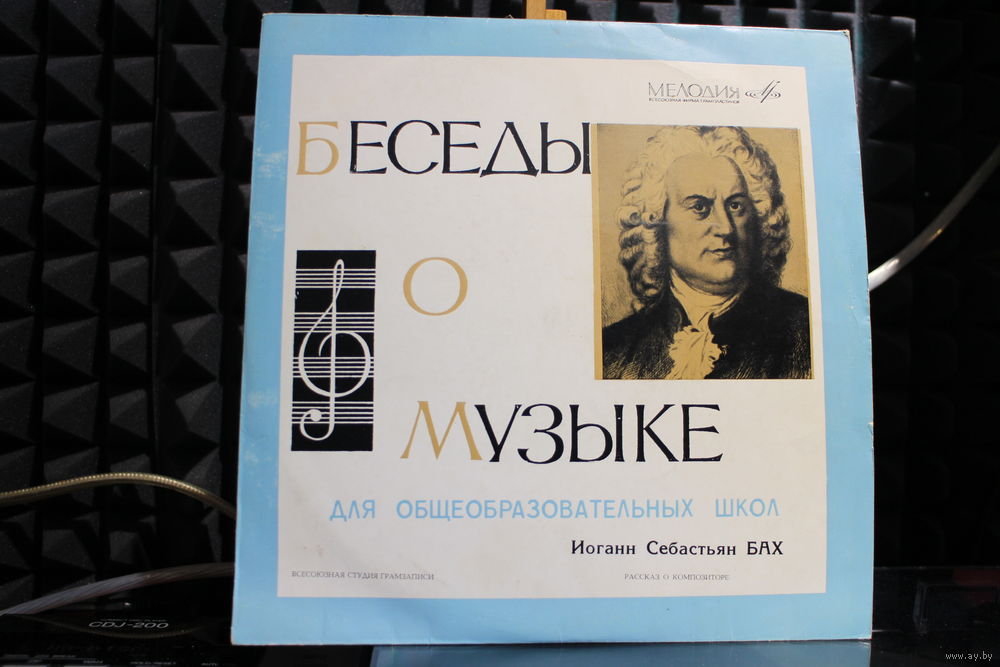 МЕЛОДИЯ
ВСЕСОЮЗНАЯ ФИРМА ГРАМПЛАСТИНОК
БЕСЕДЫ
О
МУЗЫКЕ
ДЛЯ ОБЩЕОБРАЗОВАТЕЛЬНЫХ ШКОЛ
Иоганн Себастьян БАХ
ВСЕСОЮЗНАЯ СТУДИЯ ГРАМЗАПИСИ
РАССКАЗ О КОМПОЗИТОРЕ
CDJ-200
www.ay.by